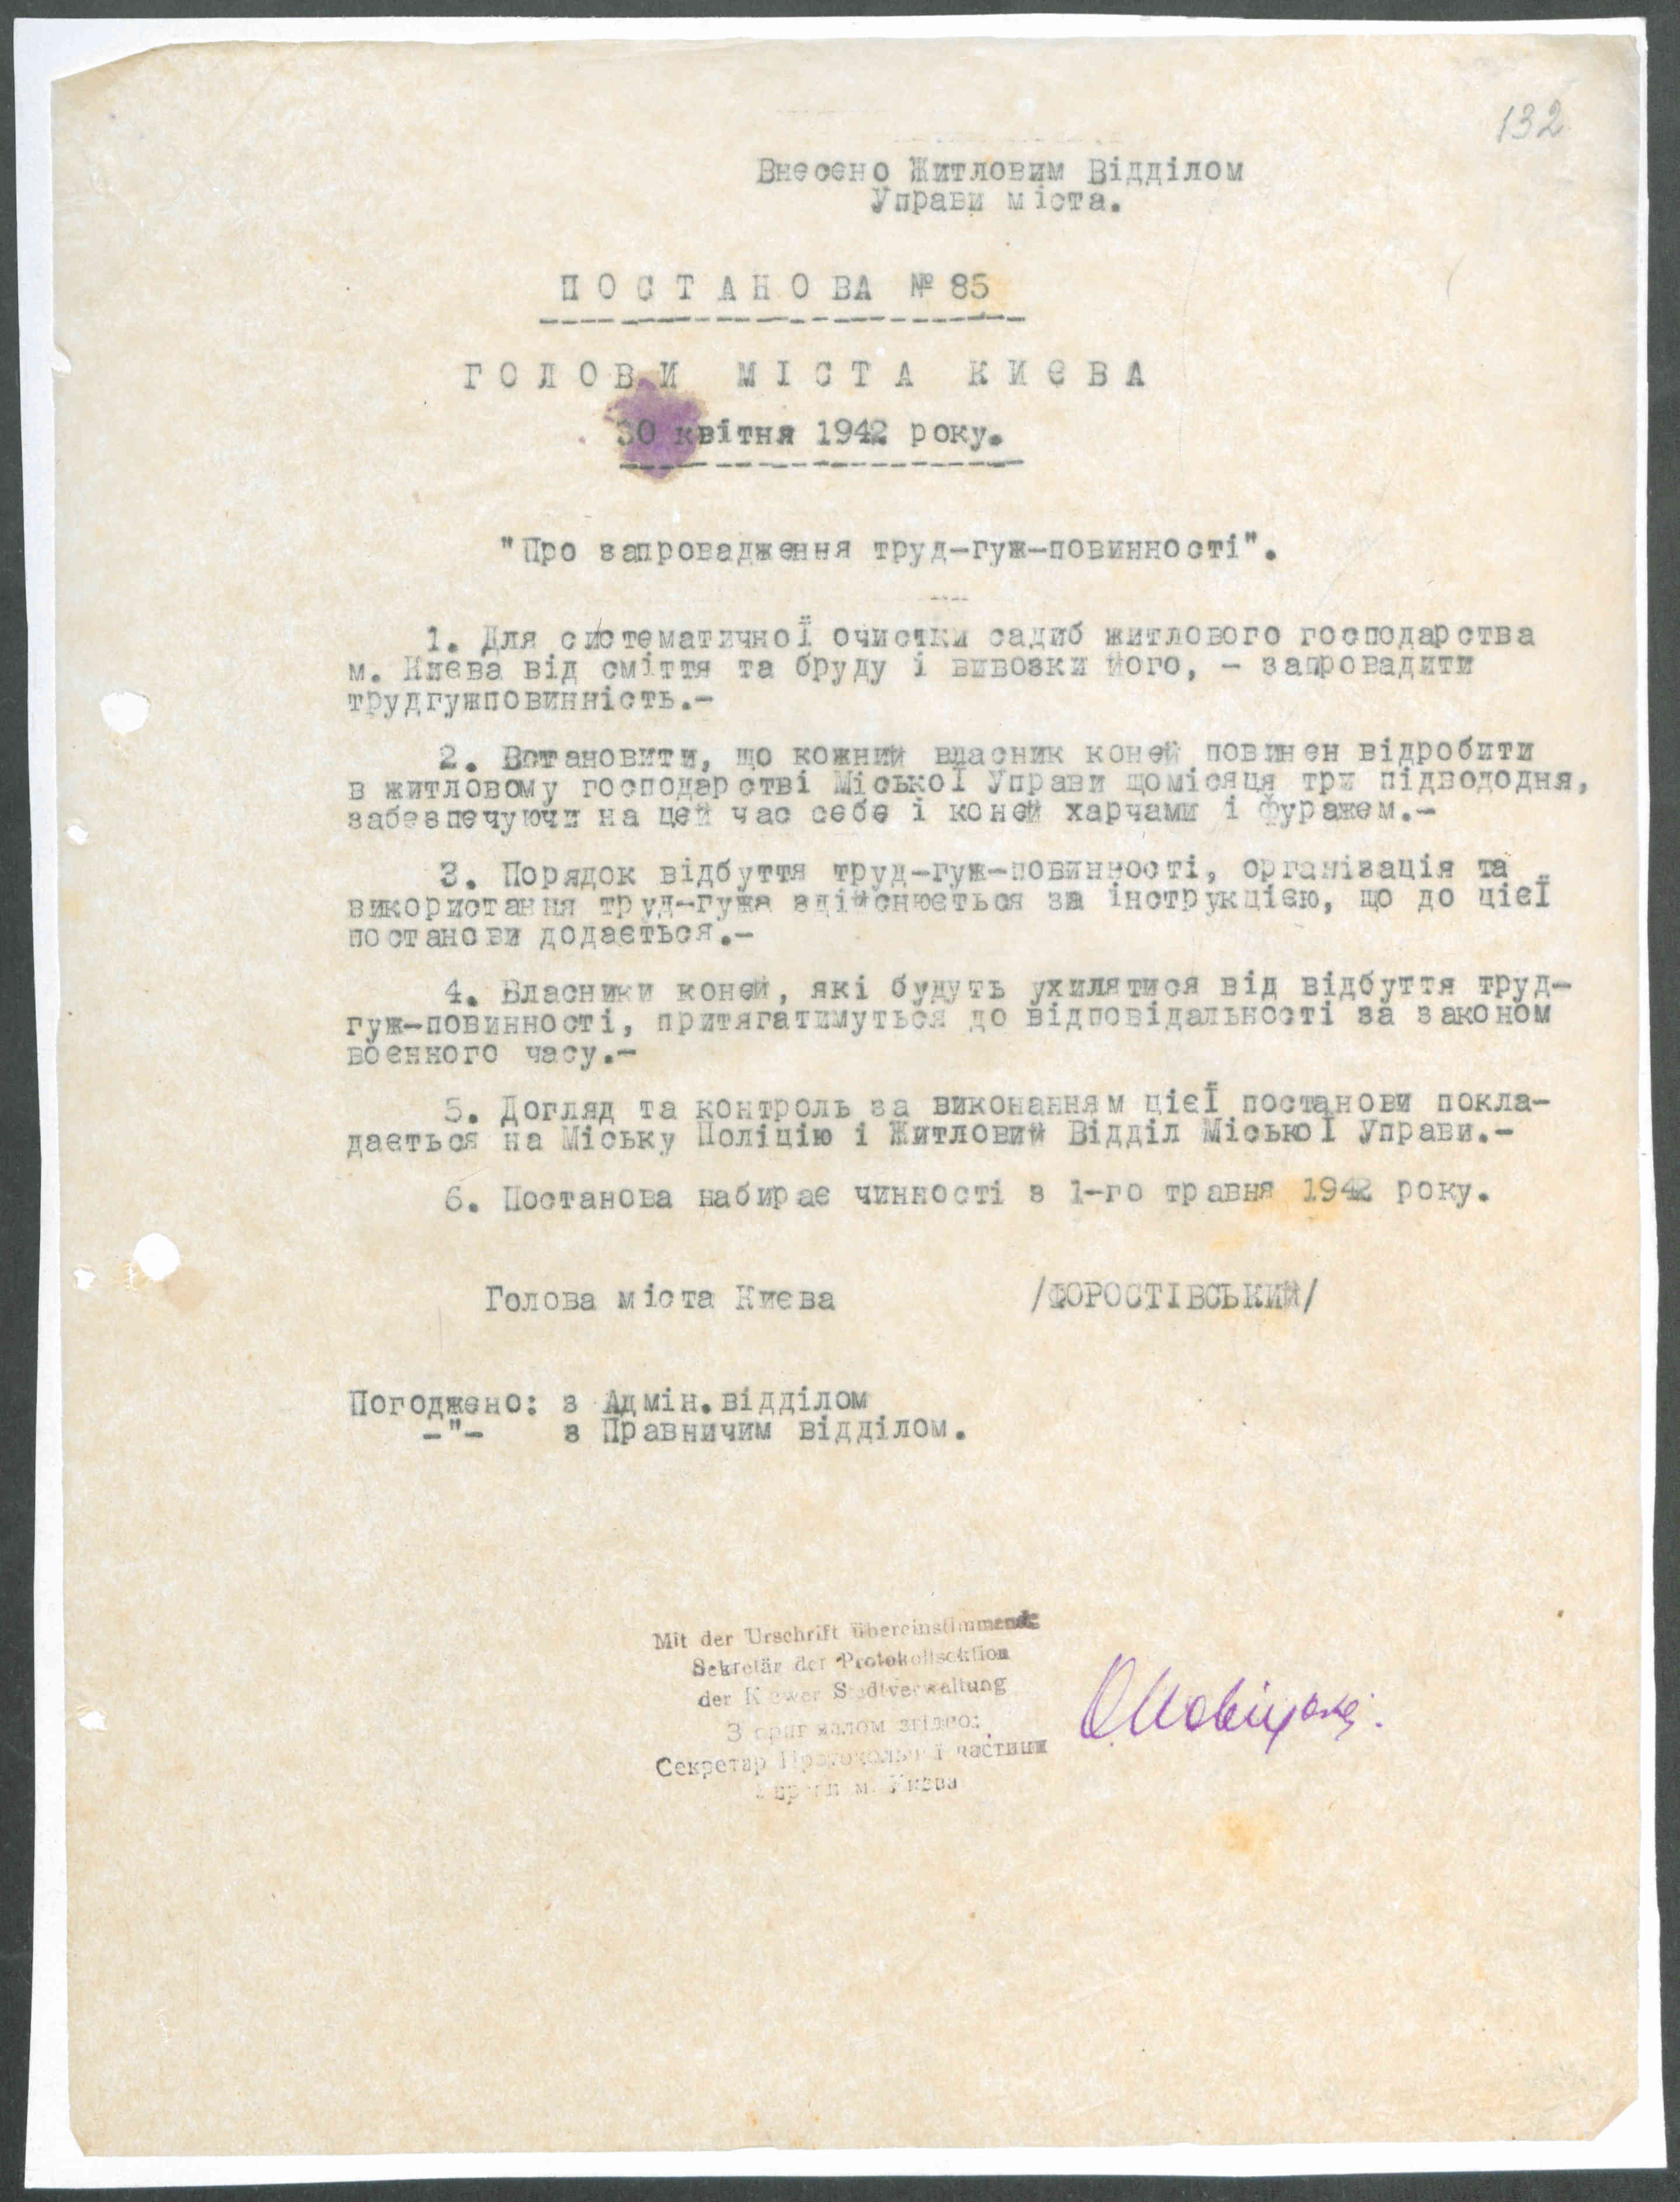 132
Внесено Житловим Відділом
Управи міста.
ПОСТАНОВА № 85
ГОЛОВИ МІСТА КИЄВА
30 квітня 1942 року.
"Про запровадження труд-гуж-повинності".
1. Для систематичної очистки садиб житлового господарства
м. Києва від сміття та бруду і вивозки його, - запровадити
трудгужповинність.-
2. Встановити, що кожний власник коней повинен відробити
в житловому господарстві Міської Управи щомісяця три підвододня,
забезпечуючи на цей час себе і коней харчами і фуражем.-
3. Порядок відбуття труд-гуж-повинності, організація та
використання труд-гужа здійснюється за інструкцією, що до цієї
постанови додається.-
4. Власники коней, які будуть ухилятися від відбуття труд-
гуж-повинності, притягатимуться до відповідальності за законом
воєнного часу.-
5. Догляд та контроль за виконанням цієї постанови покла-
дається на Міську Поліцію і Житловий Відділ Міської Управи.-
6. Постанова набирає чинності з 1-го травня 1942 року.
Голова міста Києва /ФОРОСТІВСЬКИЙ/
Погоджено: з Адмін.відділом
-"- з Правничим відділом.
Mit der Urschrift übereinstimmend:
Sekretär der Protokollsektion
der Kiewer Stadtverwaltung
З оригіналом згідно:
Секретар Протокольної частини
Управи м. Києва